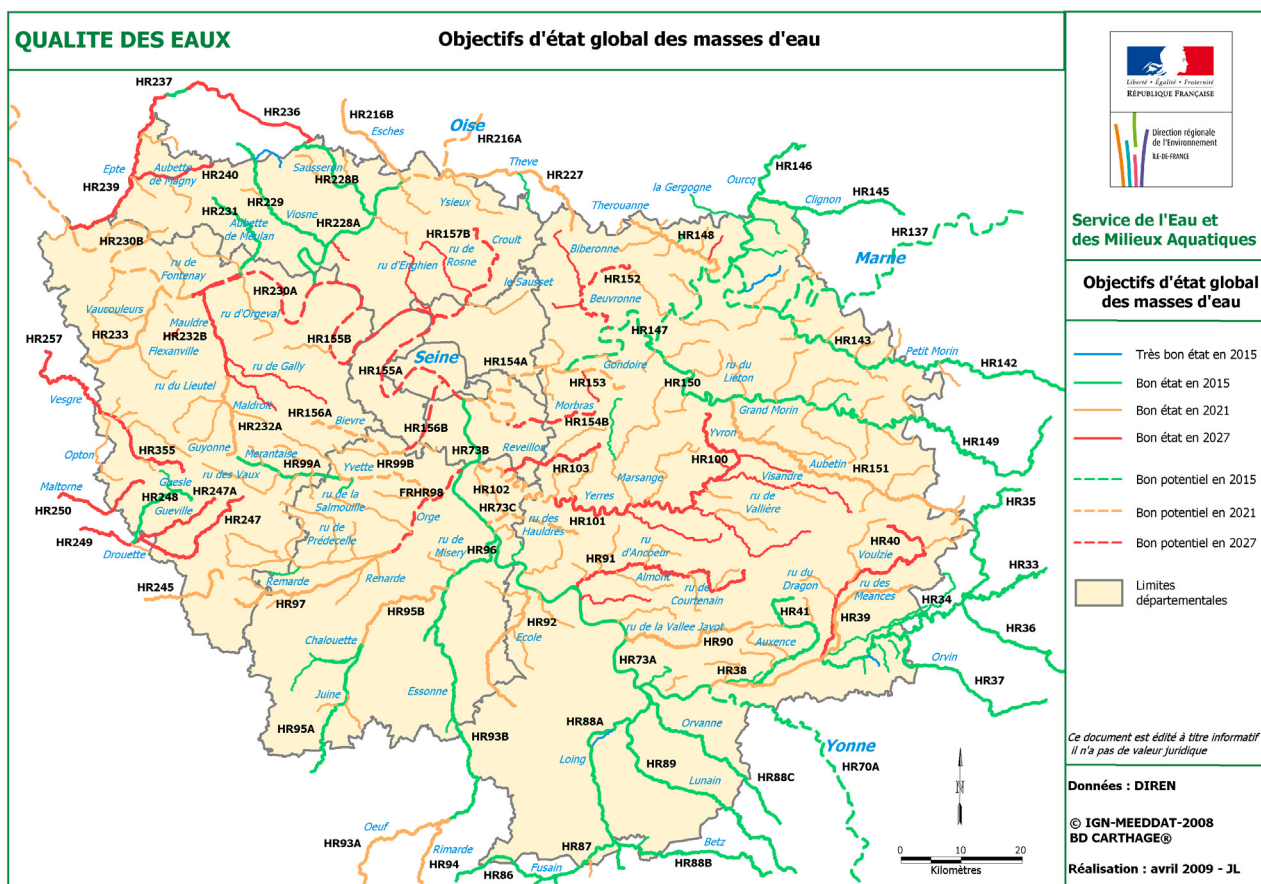 QUALITE DES EAUX
Objectifs d'état global des masses d'eau
Liberté • Égalité • Fraternité
RÉPUBLIQUE FRANÇAISE
Direction régionale
de l'Environnement
ÎLE-DE-FRANCE
Service de l'Eau et
des Milieux Aquatiques
Objectifs d'état global
des masses d'eau
Très bon état en 2015
Bon état en 2015
Bon état en 2021
Bon état en 2027
Bon potentiel en 2015
Bon potentiel en 2021
Bon potentiel en 2027
Limites
départementales
Ce document est édité à titre informatif
il n'a pas de valeur juridique
Données : DIREN
© IGN-MEEDDAT-2008
BD CARTHAGE®
Réalisation : avril 2009 - JL
HR237
HR236
HR216B
Esches
Oise
HR216A
Theve
HR227
HR146
Ourcq
la Gergogne
HR145
Clignon
Epte
Aubette
de Magny
HR240
Sausseron
HR228B
HR239
HR229
HR231
Viosne
HR228A
Ysieux
Therouanne
HR148
HR137
Marne
HR230B
Aubette
de Meulan
HR157B
Croult
ru de
Rosne
Biberonne
ru d'Enghien
ru de
Fontenay
le Sausset
HR152
Beuvronne
HR230A
Vaucouleurs
ru d'Orgeval
Mauldre
HR232B
HR233
HR257
Flexanville
HR155B
Seine
HR147
HR143
Petit Morin
HR142
ru de Gally
HR155A
HR154A
Gondoire
ru du
Liéton
HR150
ru du Lieutel
HR153
Vesgre
Maldroit
HR156A
Morbras
Grand Morin
HR232A
Bievre
HR156B
HR154B
Yvron
HR149
HR355
Guyonne
Merantaise
HR73B
Reveillon
Opton
ru des Vaux
HR99A
Yvette
HR99B
HR103
HR100
Aubetin
HR151
Guesle
HR247A
Maltorne
HR248
FRHR98
HR102
Marsange
Visandre
HR250
Gueville
ru de la
Salmouille
Yerres
ru de
Vallière
HR35
HR247
Orge
HR73C
HR101
ru des
Hauldres
HR249
ru de
Prédecelle
ru de
Misery
HR96
HR91
ru
d'Ancoeur
HR40
Voulzie
Drouette
Remarde
Renarde
Almont
ru de
Courtenain
ru du
Dragon
ru des
Meances
HR33
HR245
HR97
HR95B
HR92
HR41
HR34
HR39
Ecole
ru de la Vallee Javot
HR90
Auxence
HR36
Chalouette
HR73A
HR38
Orvin
HR37
Juine
Essonne
HR88A
Orvanne
HR95A
HR93B
Loing
HR89
Lunain
HR88C
Yonne
HR70A
Oeuf
HR93A
Rimarde
HR94
HR87
Betz
HR86
Fusain
HR88B
N
0 10 20
Kilomètres